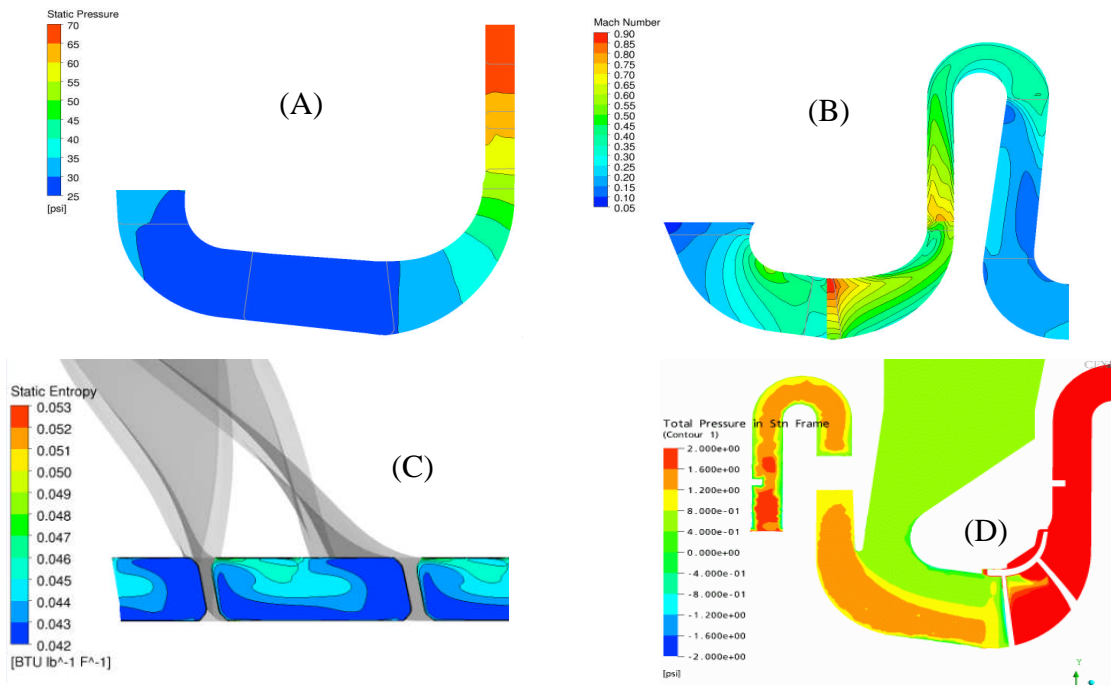 Static Pressure
70
65
60
55
50
45
40
35
30
25
[psi]
(A)
Mach Number
0.90
0.85
0.80
0.75
0.70
0.65
0.60
0.55
0.50
0.45
0.40
0.35
0.30
0.25
0.20
0.15
0.10
0.05
(B)
Static Entropy
0.053
0.052
0.051
0.050
0.049
0.048
0.047
0.046
0.045
0.044
0.043
0.042
[BTU lb^-1 F^-1]
(C)
Total Pressure in Stn Frame
(Contour 1)
2.000e+00
1.600e+00
1.200e+00
8.000e-01
4.000e-01
0.000e+00
-4.000e-01
-8.000e-01
-1.200e+00
-1.600e+00
-2.000e+00
[psi]
(D)
Y